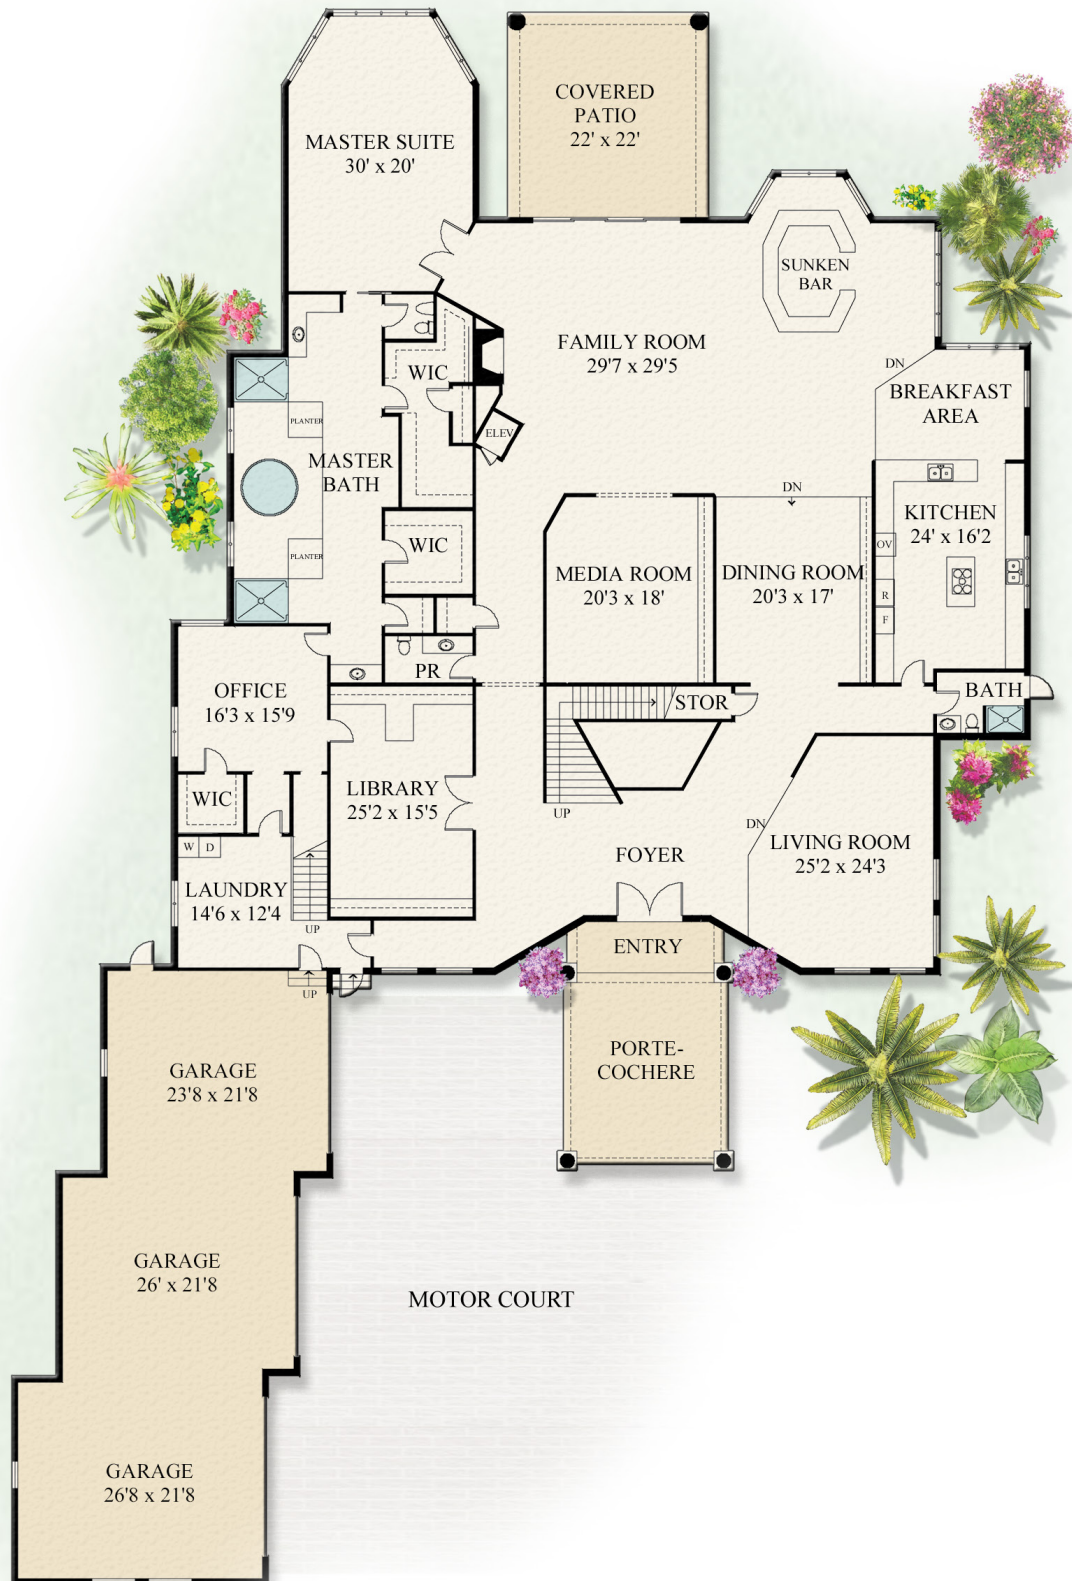 COVERED
PATIO
22' x 22'
MASTER SUITE
30' x 20'
SUNKEN
BAR
FAMILY ROOM
29'7 x 29'5
DN
WIC
BREAKFAST
AREA
PLANTER
ELEV
MASTER
BATH
DN
KITCHEN
24' x 16'2
OV
WIC
PLANTER
MEDIA ROOM
20'3 x 18'
DINING ROOM
20'3 x 17'
R
F
PR
OFFICE
16'3 x 15'9
STOR
BATH
WIC
LIBRARY
25'2 x 15'5
UP
DN
LIVING ROOM
25'2 x 24'3
W D
FOYER
LAUNDRY
14'6 x 12'4
UP
ENTRY
UP
PORTE-
COCHERE
GARAGE
23'8 x 21'8
GARAGE
26' x 21'8
MOTOR COURT
GARAGE
26'8 x 21'8